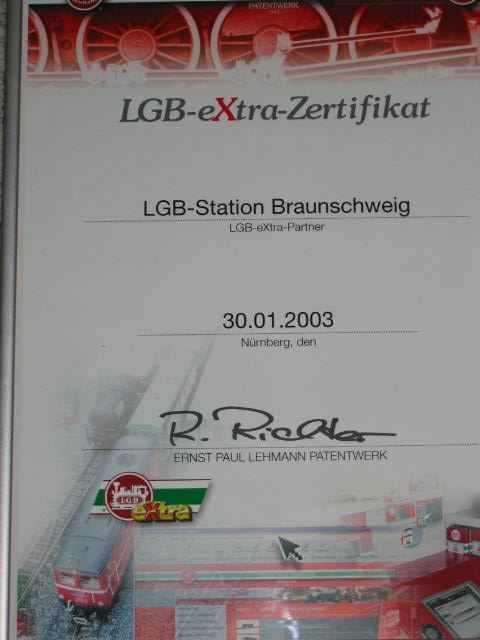 PATENTWERK
LGB-eXtra-Zertifikat
LGB-Station Braunschweig
LGB-eXtra-Partner
30.01.2003
Nürnberg, den
R. Richter
ERNST PAUL LEHMANN PATENTWERK
LGB
eXtra